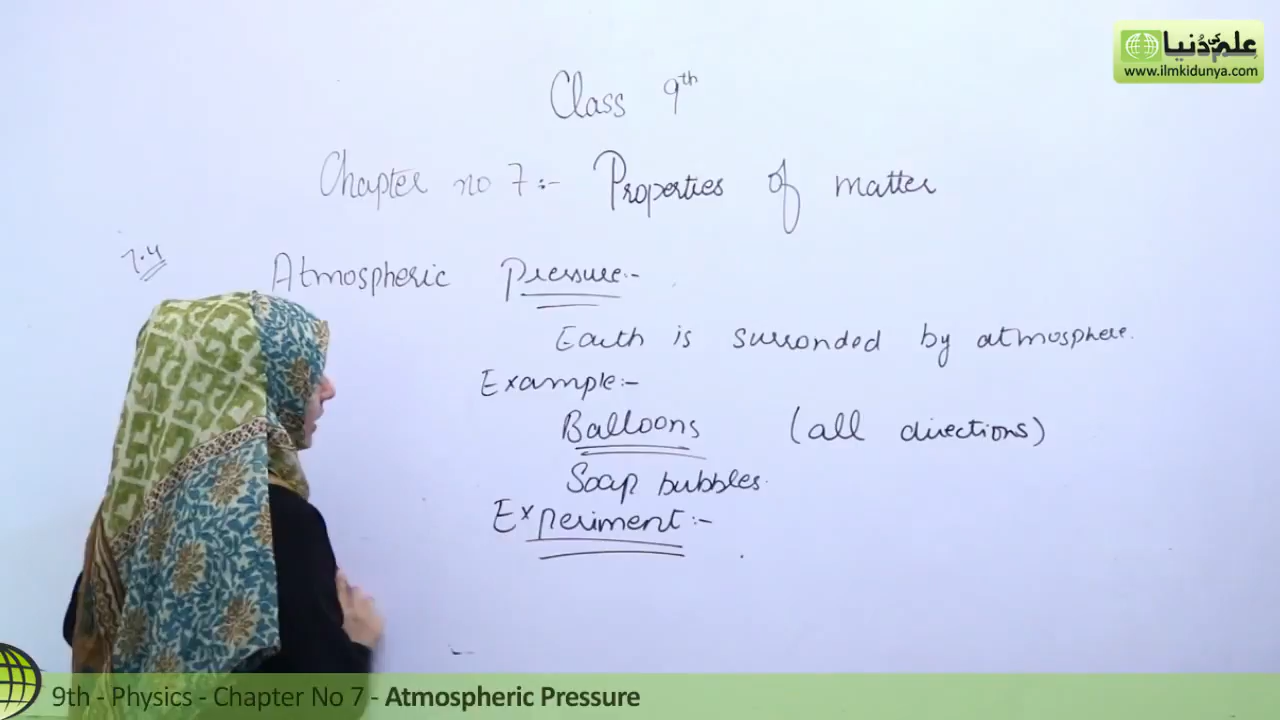 علم کی دُنیا
www.ilmkidunya.com
Class 9th
Chapter no 7:- Properties of matter
7.4
Atmospheric Pressure:-
Earth is surronded by atmosphere.
Example:-
Balloons (all directions)
Soap bubbles.
Experiment:-
9th - Physics - Chapter No 7 - Atmospheric Pressure